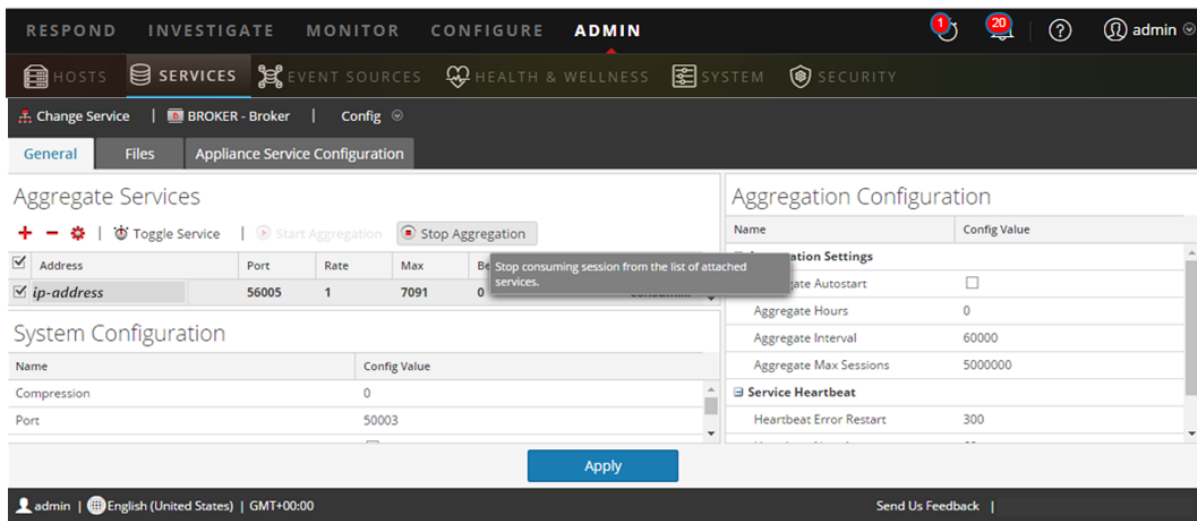 RESPOND INVESTIGATE MONITOR CONFIGURE ADMIN 1 20 ? admin
HOSTS SERVICES EVENT SOURCES HEALTH & WELLNESS SYSTEM SECURITY
Change Service | BROKER - Broker | Config
General Files Appliance Service Configuration
Aggregate Services
Toggle Service | Start Aggregation Stop Aggregation
Address Port Rate Max Be
Stop consuming session from the list of attached
services.
ip-address 56005 1 7091 0
System Configuration
Name Config Value
Compression 0
Port 50003
Aggregation Configuration
Name Config Value
ation Settings
gate Autostart
Aggregate Hours 0
Aggregate Interval 60000
Aggregate Max Sessions 5000000
Service Heartbeat
Heartbeat Error Restart 300
Apply
admin | English (United States) | GMT+00:00 Send Us Feedback |